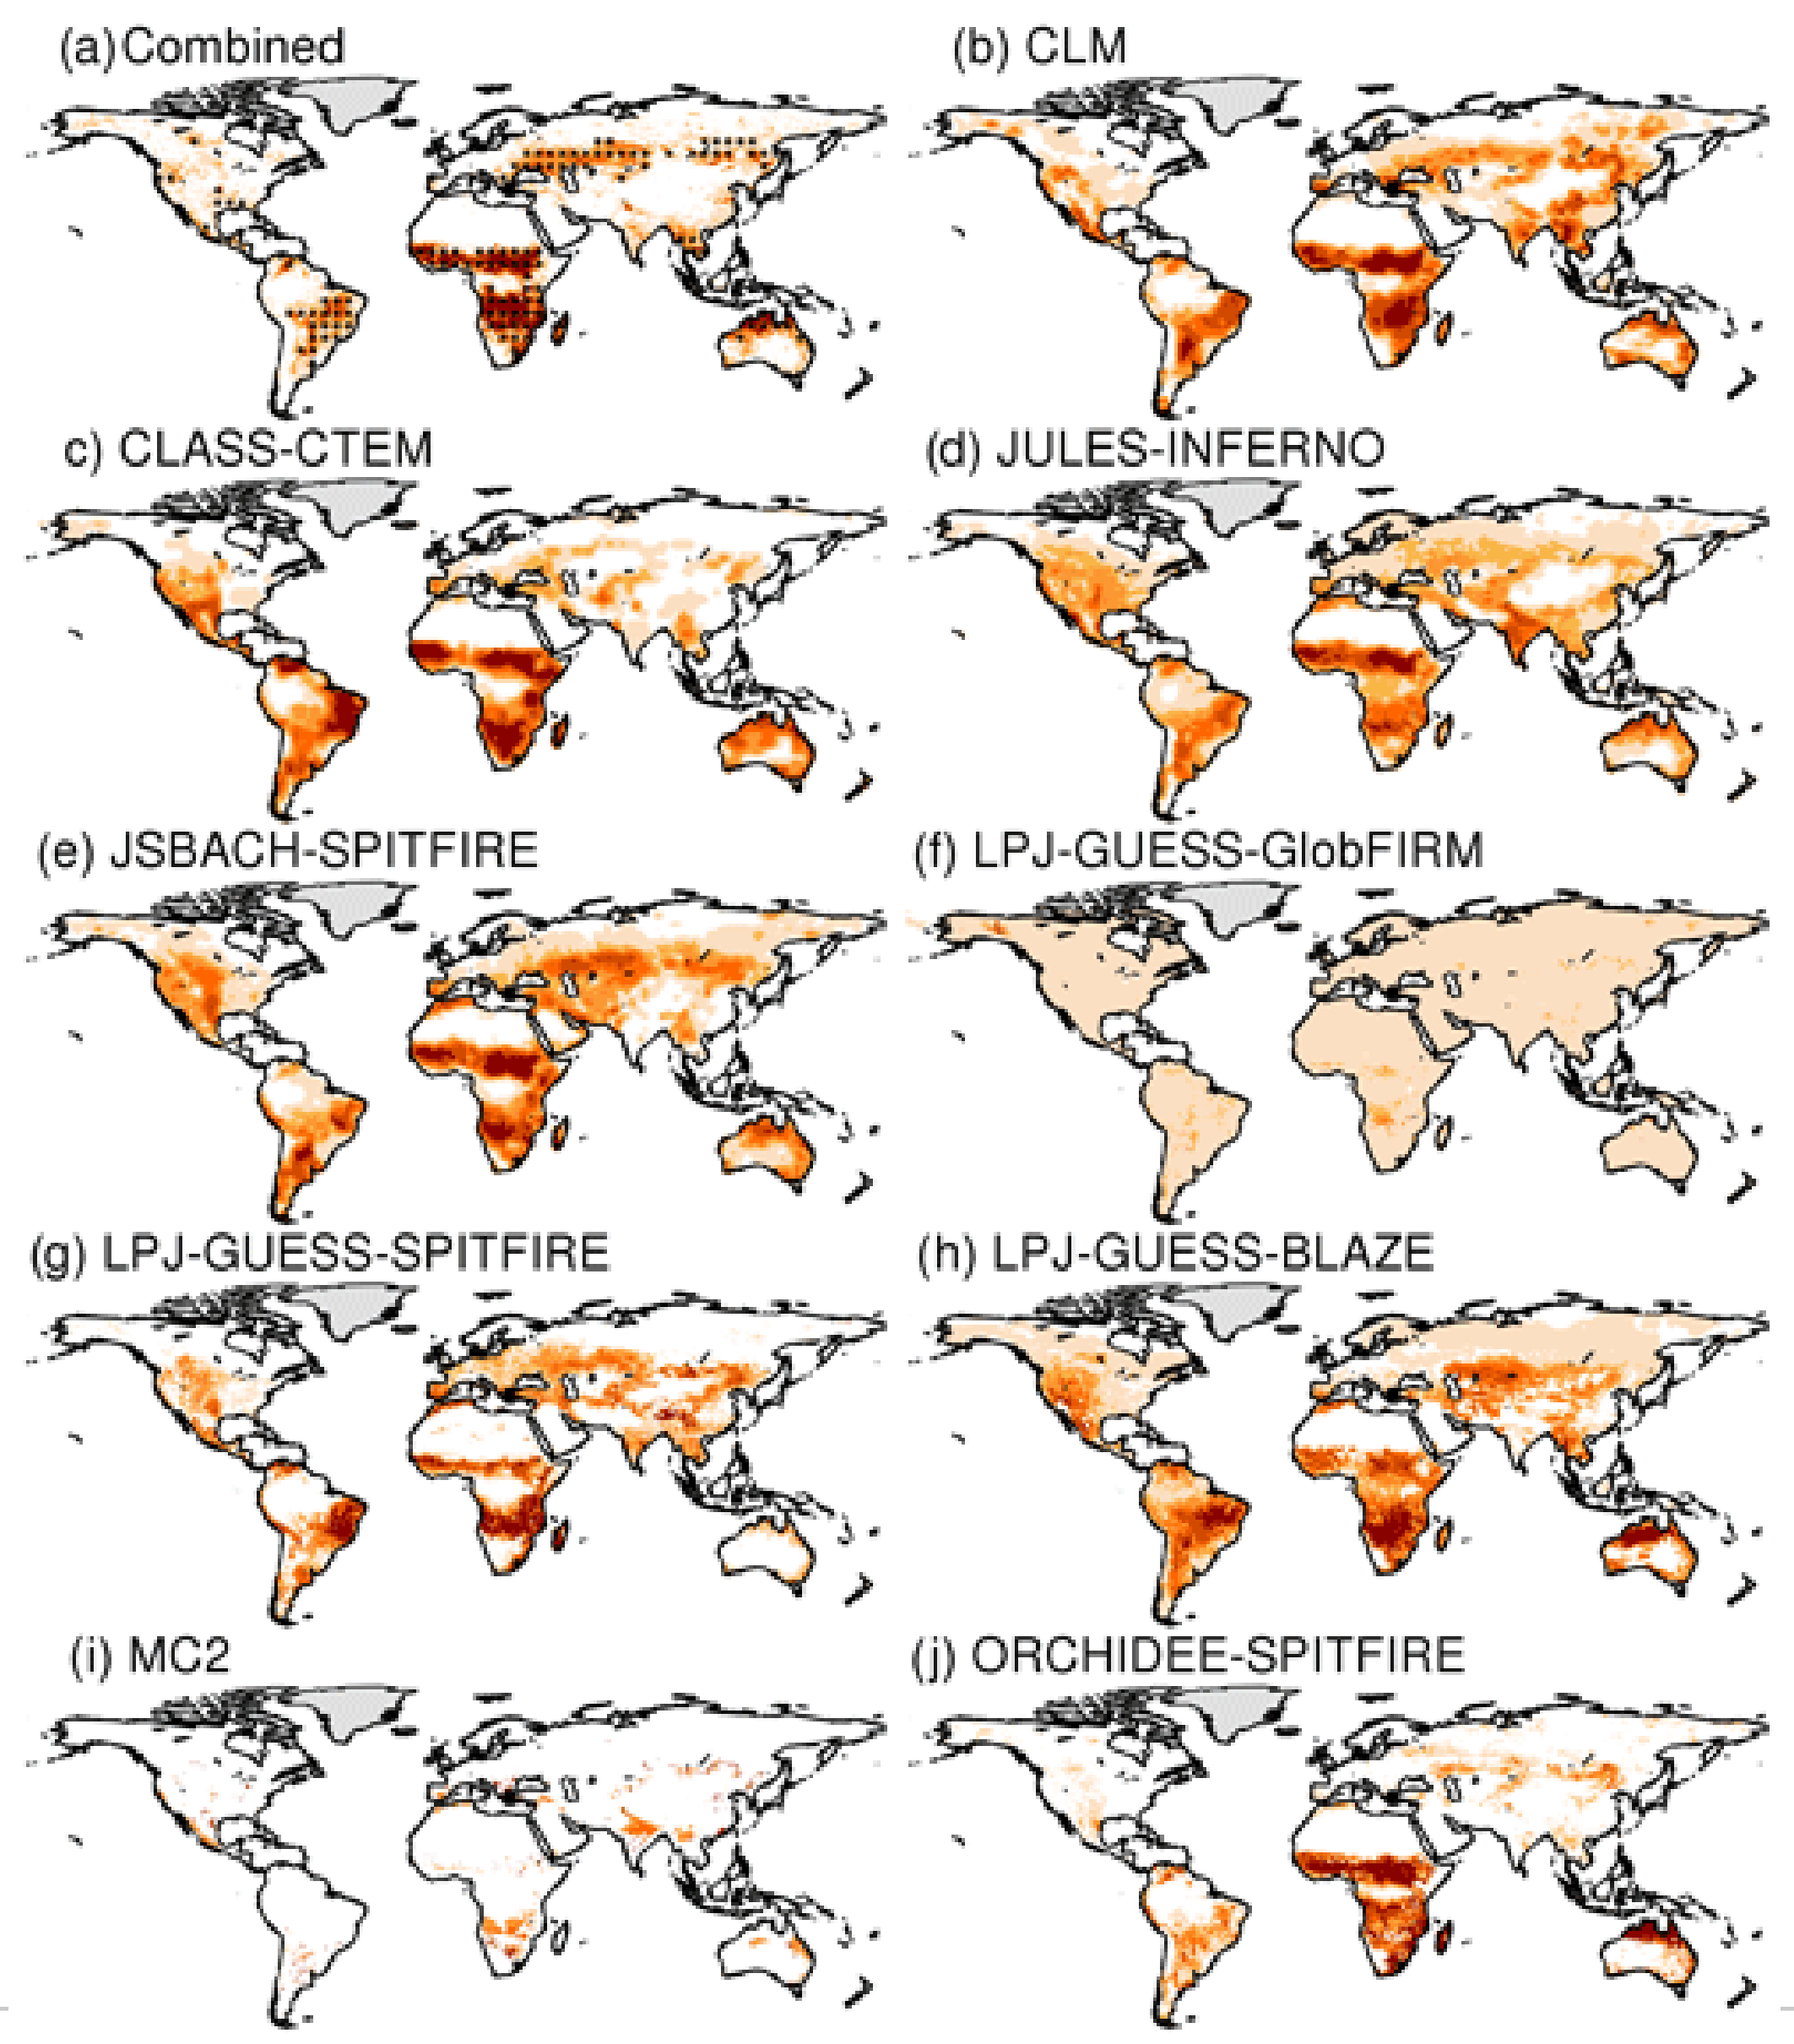 (a)Combined
(b) CLM
c) CLASS-CTEM
(d) JULES-INFERNO
(e) JSBACH-SPITFIRE
(f) LPJ-GUESS-GlobFIRM
(g) LPJ-GUESS-SPITFIRE
(h) LPJ-GUESS-BLAZE
(i) MC2
(j) ORCHIDEE-SPITFIRE